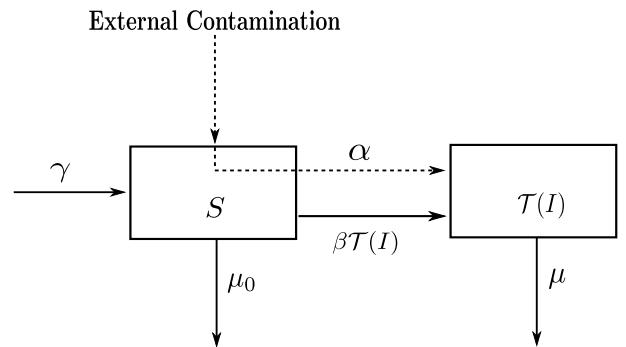 External Contamination
α
γ
S
𝒯(I)
β𝒯(I)
μ₀
μ